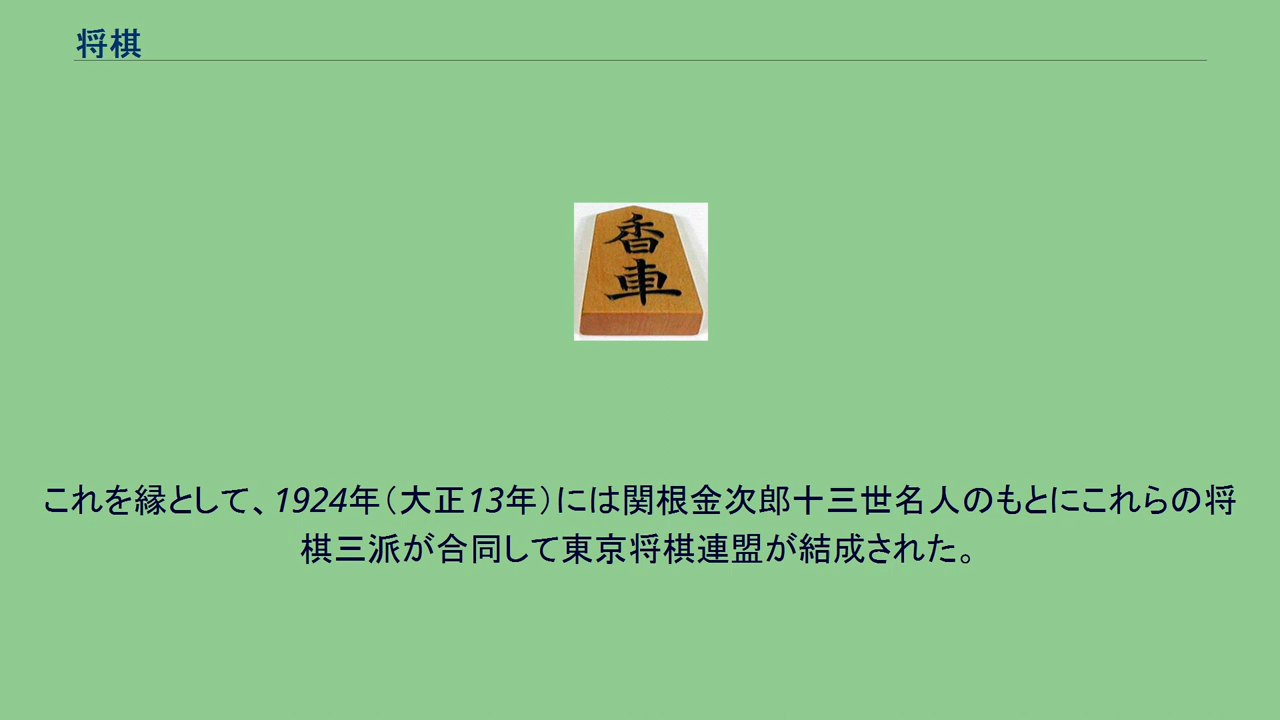 将棋
香
車
これを縁として、1924年（大正13年）には関根金次郎十三世名人のもとにこれらの将
棋三派が合同して東京将棋連盟が結成された。